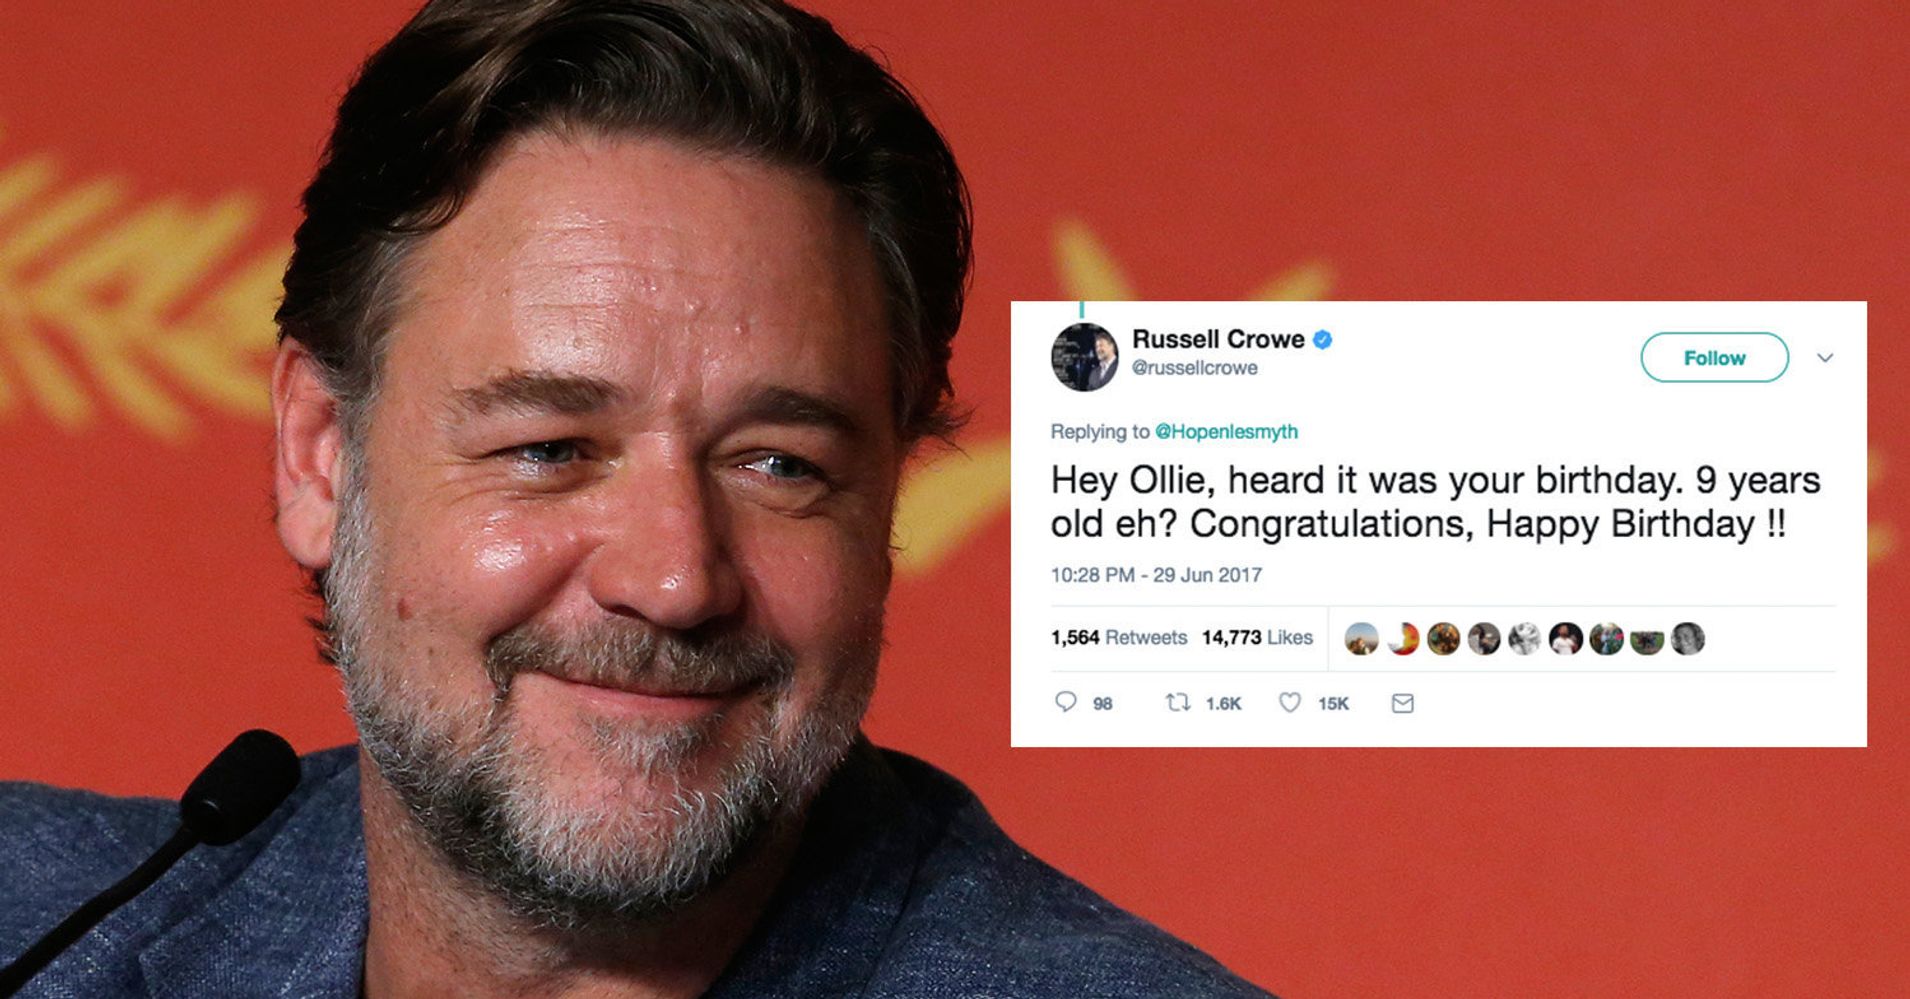 Russell Crowe
@russellcrowe
Follow
Replying to @Hopenlesmyth
Hey Ollie, heard it was your birthday. 9 years
old eh? Congratulations, Happy Birthday !!
10:28 PM - 29 Jun 2017
1,564 Retweets 14,773 Likes
98 1.6K 15K